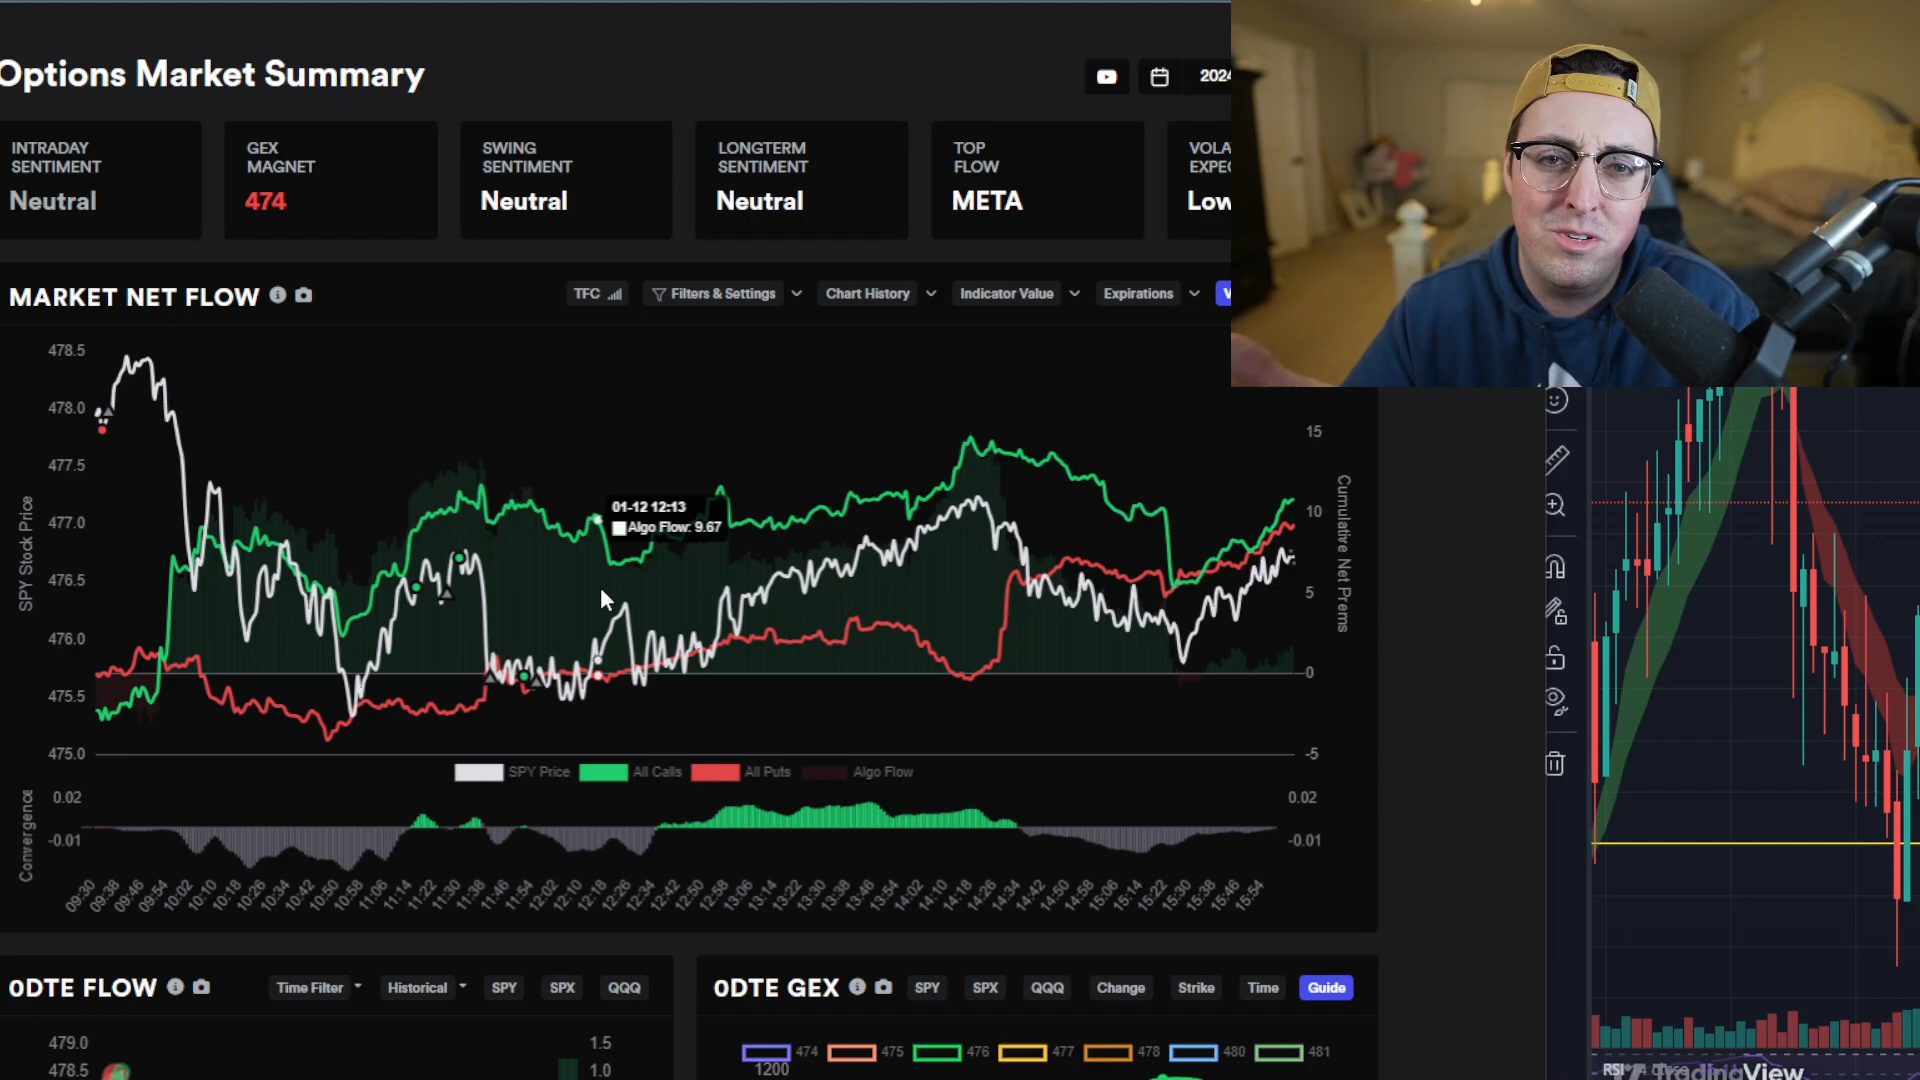 Options Market Summary
2024
INTRADAY SENTIMENT
Neutral
GEX MAGNET
474
SWING SENTIMENT
Neutral
LONGTERM SENTIMENT
Neutral
TOP FLOW
META
VOLA
EXPE
Low
MARKET NET FLOW
TFC
Filters & Settings
Chart History
Indicator Value
Expirations
V
478.5
478.0
477.5
477.0
476.5
476.0
475.5
475.0
SPY Stock Price
15
10
5
0
-5
Cumulative Net Prems
01-12 12:13
Algo Flow: 9.67
SPY Price
All Calls
All Puts
Algo Flow
Convergence
0.02
-0.01
0.02
-0.01
09:30 09:38 09:46 09:54 10:02 10:10 10:18 10:26 10:34 10:42 10:50 10:58 11:06 11:14 11:22 11:30 11:38 11:46 11:54 12:02 12:10 12:18 12:26 12:34 12:42 12:50 12:58 13:06 13:14 13:22 13:30 13:38 13:46 13:54 14:02 14:10 14:18 14:26 14:34 14:42 14:50 14:58 15:06 15:14 15:22 15:30 15:38 15:46 15:54
0DTE FLOW
Time Filter
Historical
SPY
SPX
QQQ
479.0
478.5
1.5
1.0
0DTE GEX
SPY
SPX
QQQ
Change
Strike
Time
Guide
474 475 476 477 478 480 481
1200
RSI
TradingView